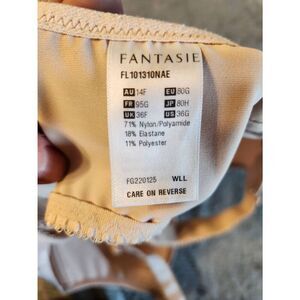 FANTASIE
FL101310NAE
AU 14F EU 80G
FR 95G JP 80H
UK 36F US 36G
71% Nylon/Polyamide
18% Elastane
11% Polyester
FG220125 WLL
CARE ON REVERSE